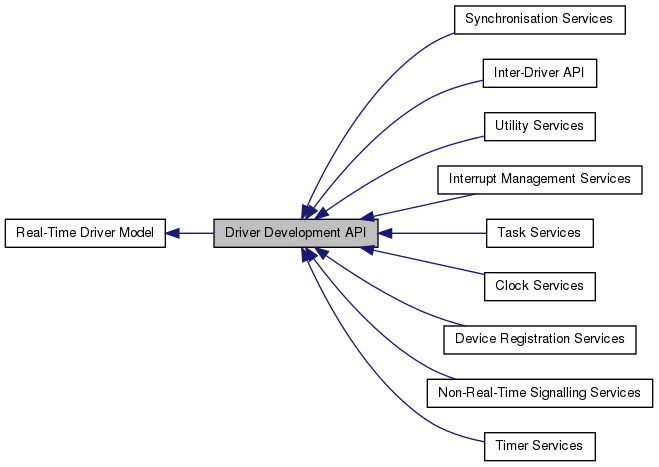 Synchronisation Services
Inter-Driver API
Utility Services
Interrupt Management Services
Real-Time Driver Model
Driver Development API
Task Services
Clock Services
Device Registration Services
Non-Real-Time Signalling Services
Timer Services